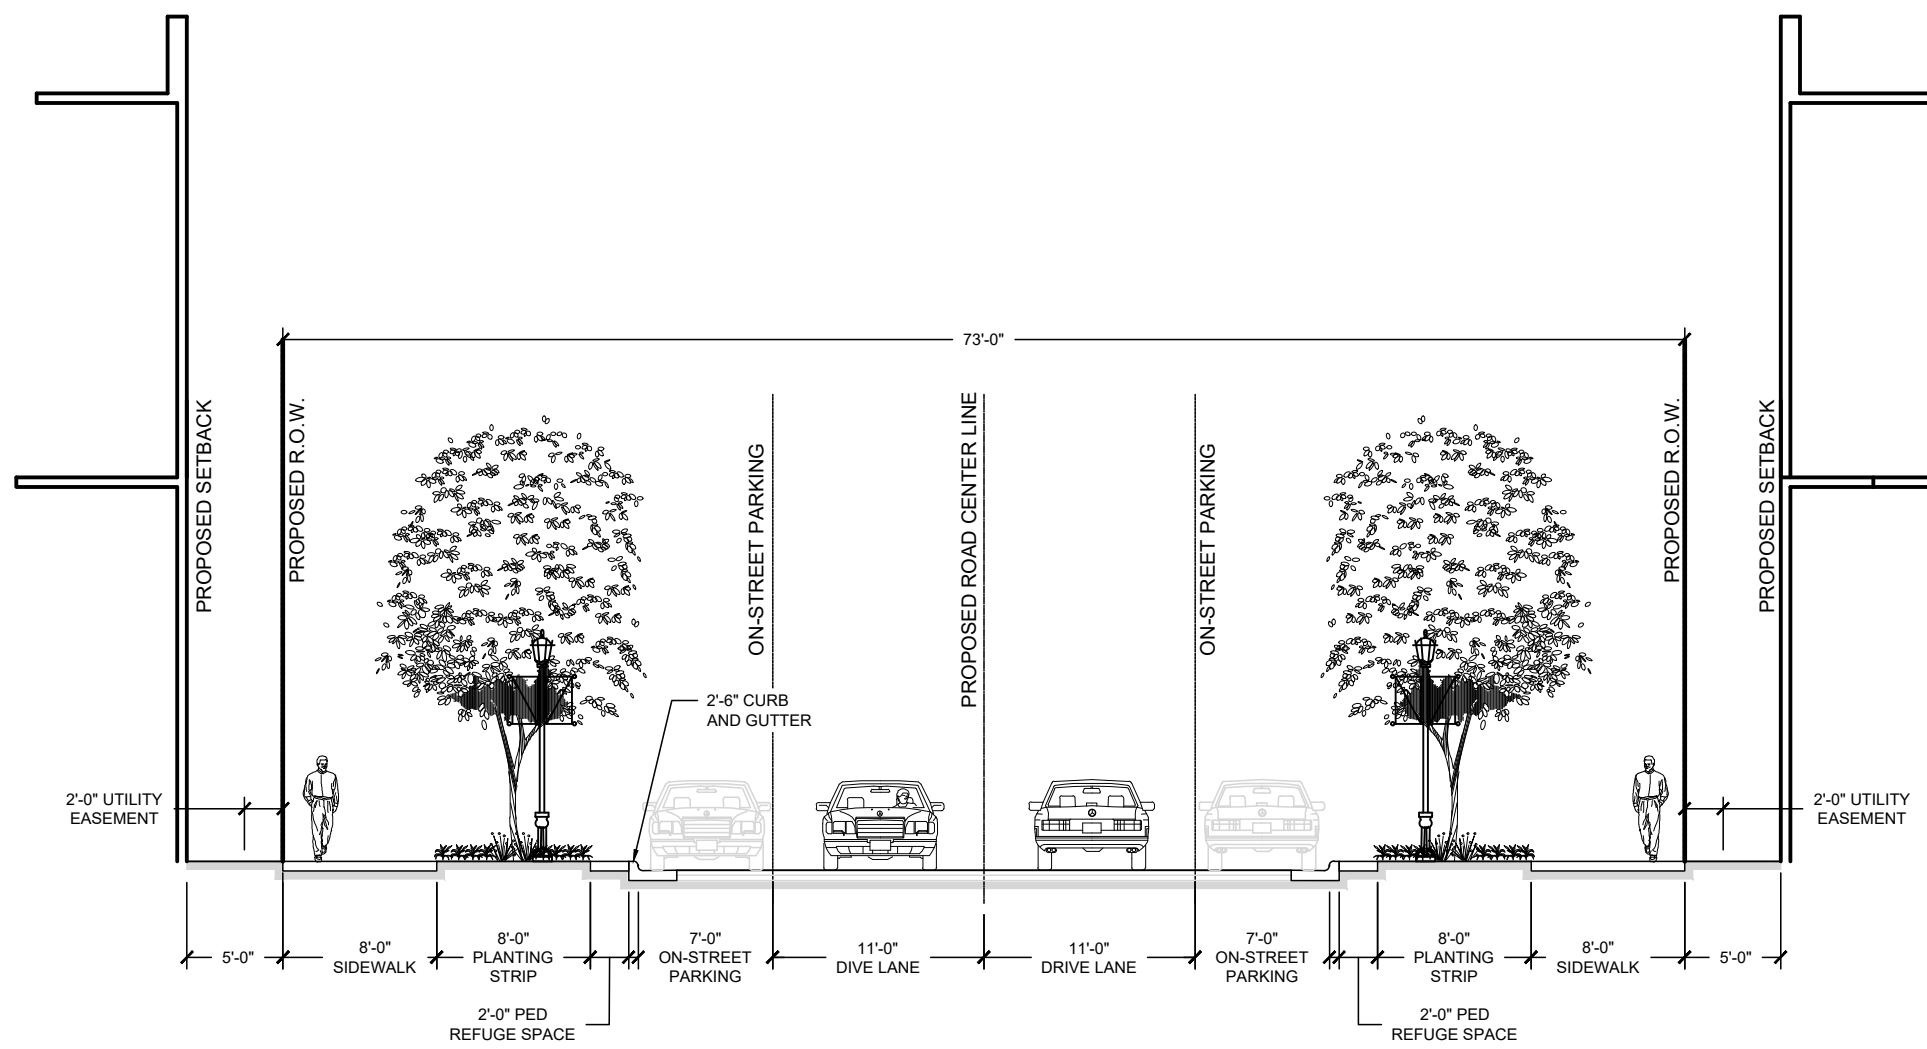 73'-0"
PROPOSED SETBACK
PROPOSED R.O.W.
ON-STREET PARKING
PROPOSED ROAD CENTER LINE
ON-STREET PARKING
PROPOSED R.O.W.
PROPOSED SETBACK
2'-6" CURB
AND GUTTER
2'-0" UTILITY
EASEMENT
2'-0" UTILITY
EASEMENT
5'-0"
8'-0"
SIDEWALK
8'-0"
PLANTING
STRIP
7'-0"
ON-STREET
PARKING
11'-0"
DIVE LANE
11'-0"
DRIVE LANE
7'-0"
ON-STREET
PARKING
8'-0"
PLANTING
STRIP
8'-0"
SIDEWALK
5'-0"
2'-0" PED
REFUGE SPACE
2'-0" PED
REFUGE SPACE